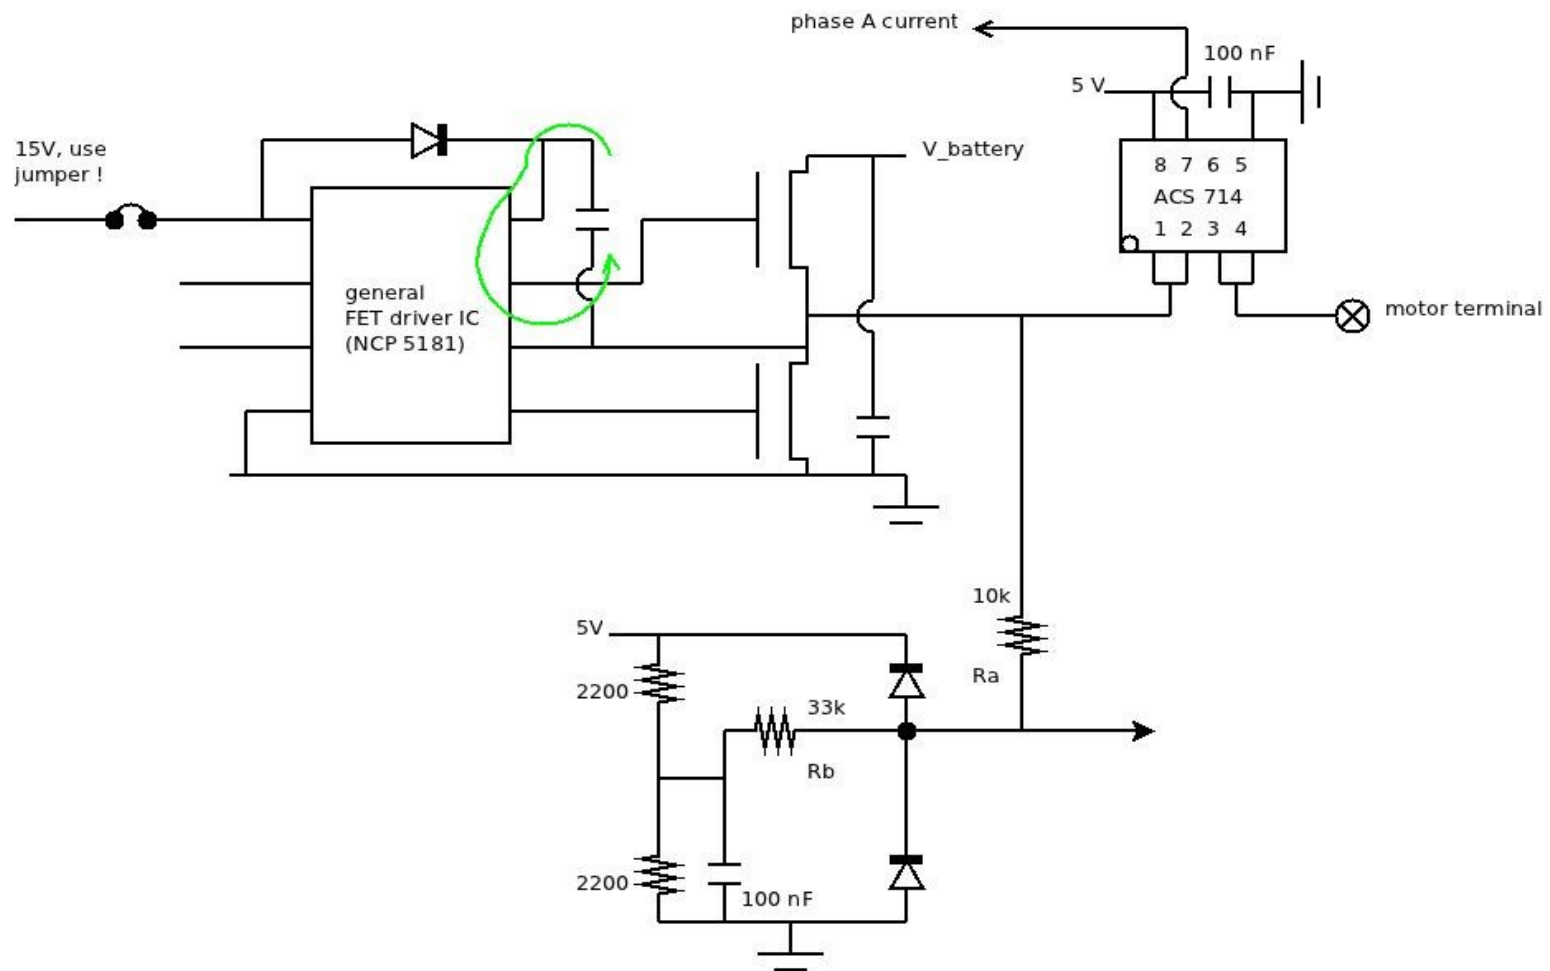 phase A current
100 nF
5 V
15V, use
jumper !
V_battery
8 7 6 5
ACS 714
1 2 3 4
general
FET driver IC
(NCP 5181)
motor terminal
10k
5V
Ra
2200
33k
Rb
2200
100 nF